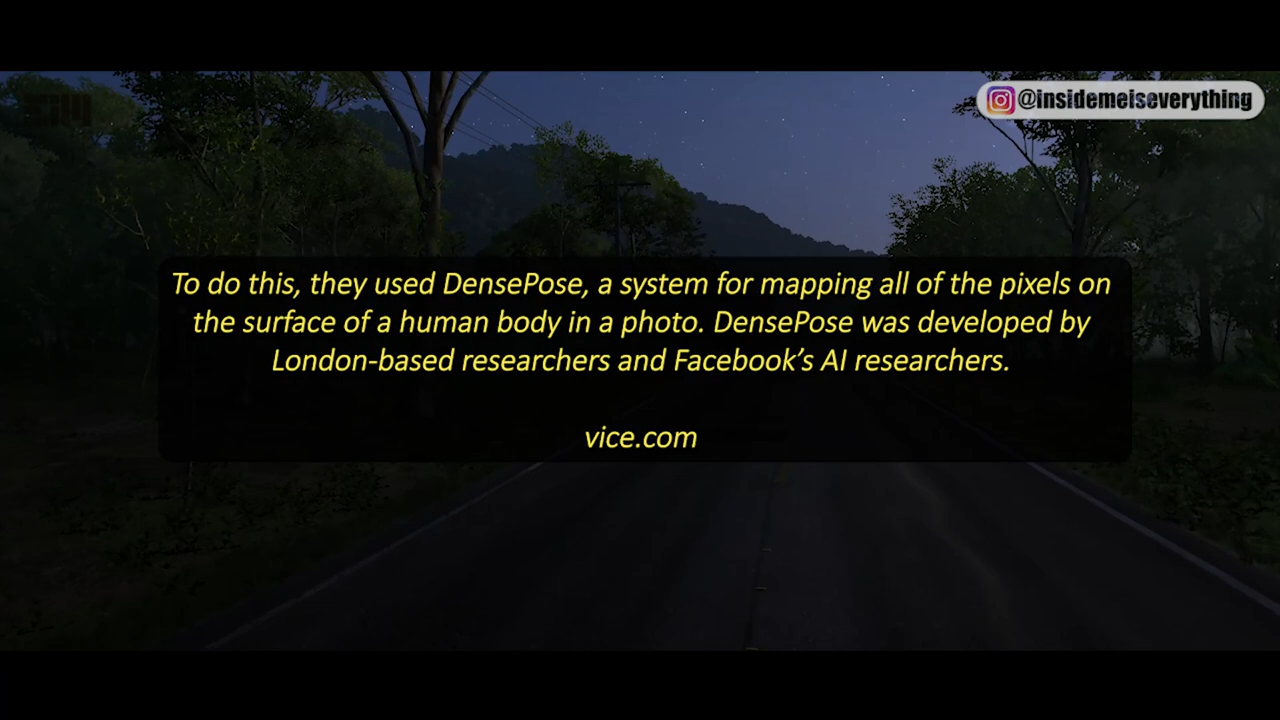 @insidemeiseverything
To do this, they used DensePose, a system for mapping all of the pixels on
the surface of a human body in a photo. DensePose was developed by
London-based researchers and Facebook’s AI researchers.
vice.com